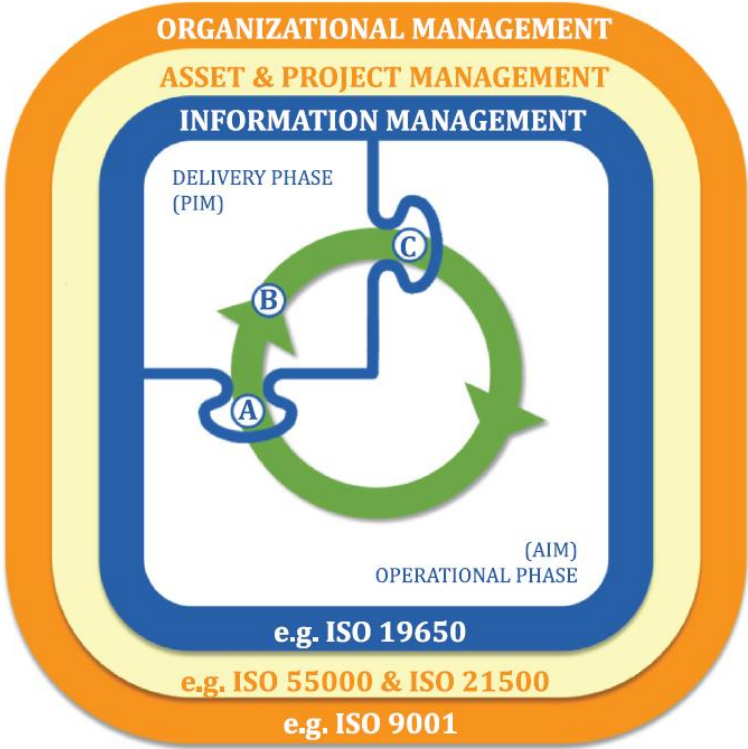 ORGANIZATIONAL MANAGEMENT
ASSET & PROJECT MANAGEMENT
INFORMATION MANAGEMENT
DELIVERY PHASE
(PIM)
C
B
A
(AIM)
OPERATIONAL PHASE
e.g. ISO 19650
e.g. ISO 55000 & ISO 21500
e.g. ISO 9001